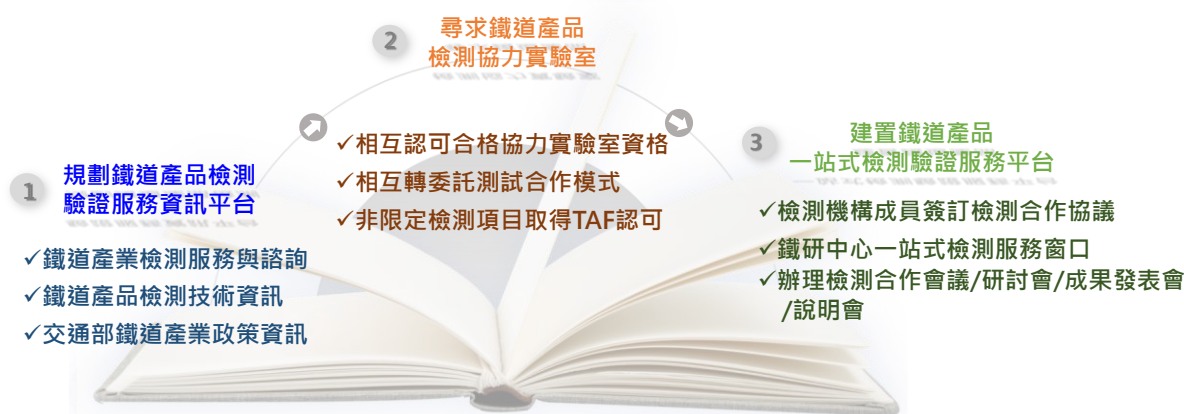 1
規劃鐵道產品檢測
驗證服務資訊平台
✓鐵道產業檢測服務與諮詢
✓鐵道產品檢測技術資訊
✓交通部鐵道產業政策資訊
2
尋求鐵道產品
檢測協力實驗室
✓相互認可合格協力實驗室資格
✓相互轉委託測試合作模式
✓非限定檢測項目取得TAF認可
3
建置鐵道產品
一站式檢測驗證服務平台
✓檢測機構成員簽訂檢測合作協議
✓鐵研中心一站式檢測服務窗口
✓辦理檢測合作會議/研討會/成果發表會
/說明會